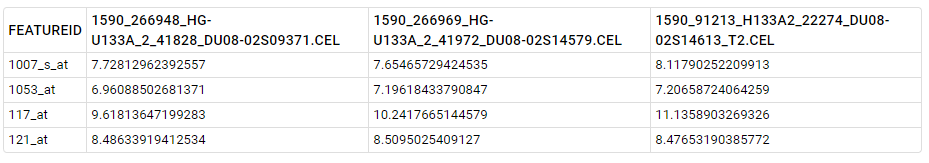 FEATUREID 1590_266948_HG- 1590_266969_HG- 1590_91213_H133A2_22274_DU08-
U133A_2_41828_DU08-02S09371.CEL U133A_2_41972_DU08-02S14579.CEL 02S14613_T2.CEL
1007_s_at 7.72812962392557 7.65465729424535 8.11790252209913
1053_at 6.96088502681371 7.19618433790847 7.20658724064259
117_at 9.61813647199283 10.2417665144579 11.1358903269326
121_at 8.48633919412534 8.5095025409127 8.47653190385772